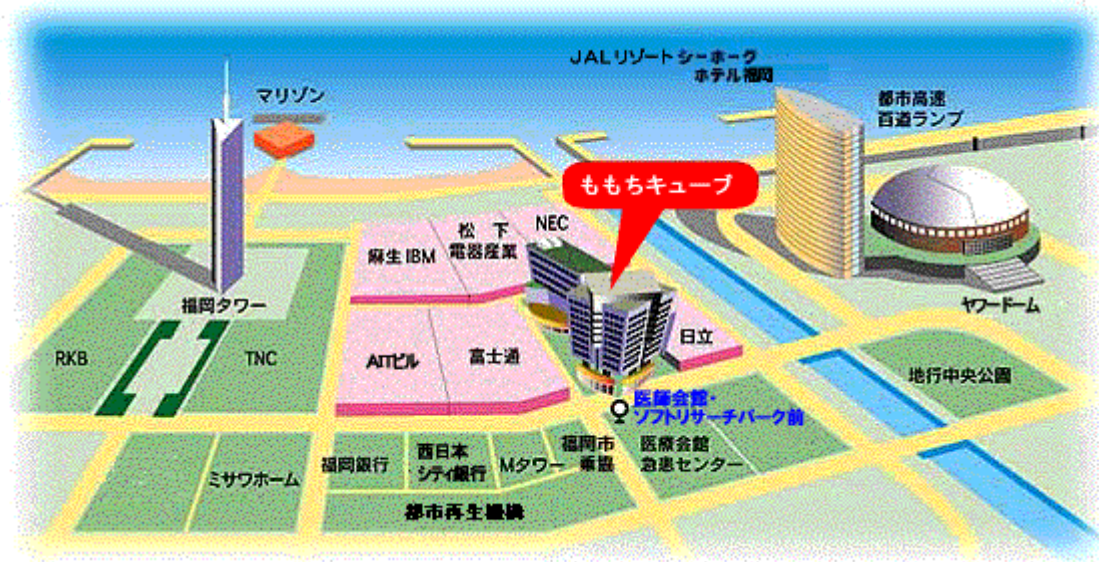 JALリゾートシーホーク
ホテル福岡
マリゾン
都市高速
百道ランプ
ももちキューブ
NEC
松 下
電器産業
麻生IBM
福岡タワー
ヤフードーム
日立
RKB
TNC
AITビル
富士通
地行中央公園
医師会館・
ソフトリサーチパーク前
福岡市
医療会館
急患センター
西日本
シティ銀行
福岡銀行
Mタワー
ミサワホーム
都市再生機構